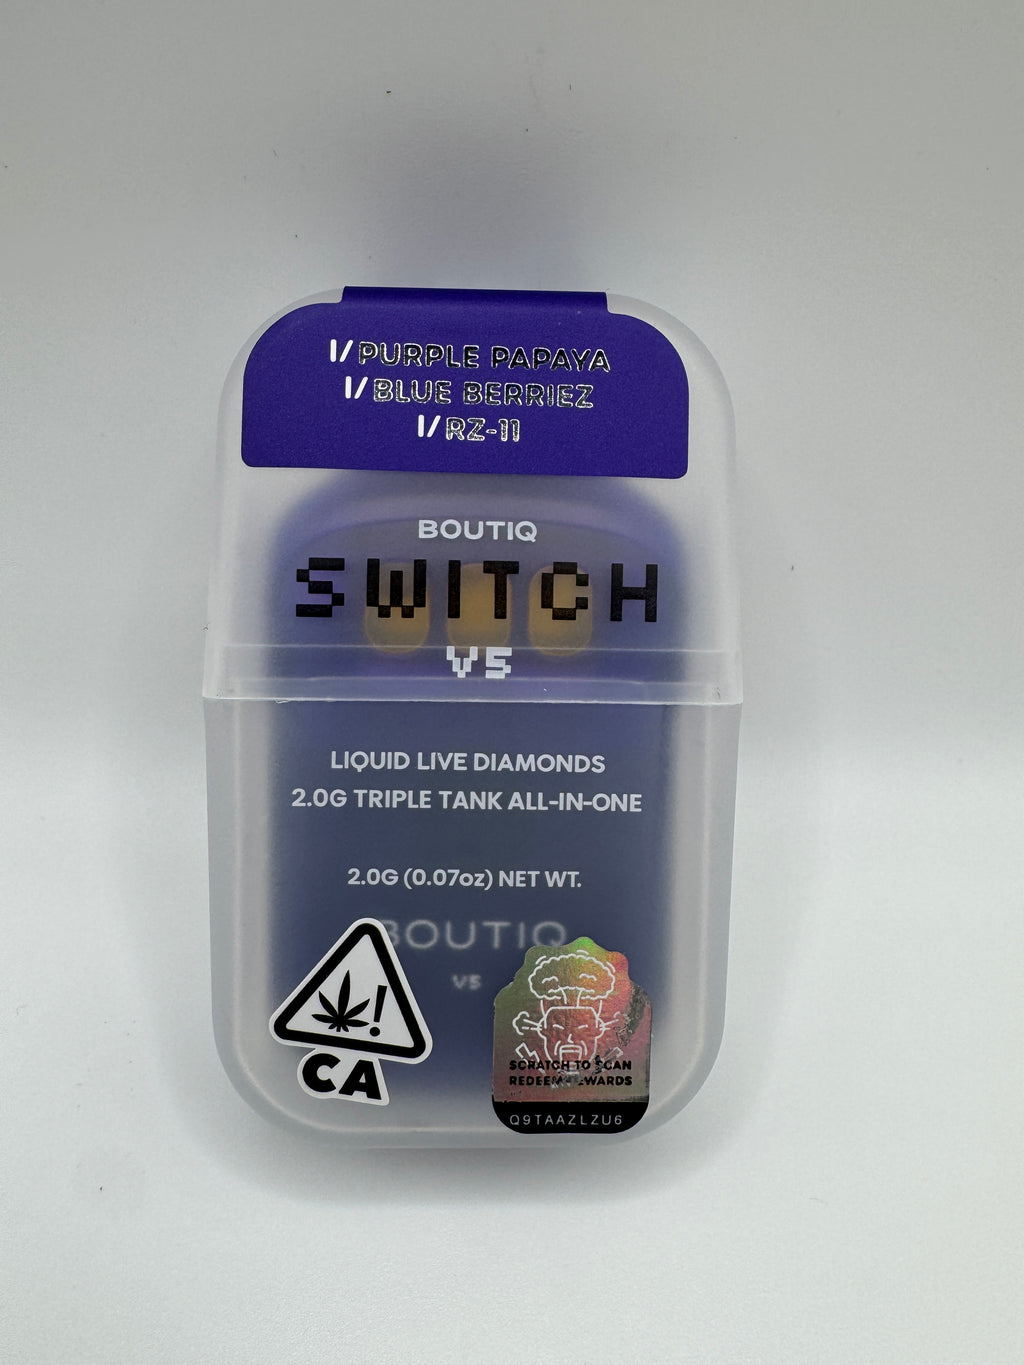 I/PURPLE PAPAYA
I/BLUE BERRIEZ
I/RZ-11
BOUTIQ
SWITCH
V5
LIQUID LIVE DIAMONDS
2.0G TRIPLE TANK ALL-IN-ONE
2.0G (0.07oz) NET WT.
BOUTIQ
V5
!
CA
SCRATCH TO SCAN
REDEEM REWARDS
Q9TAAZLZU6